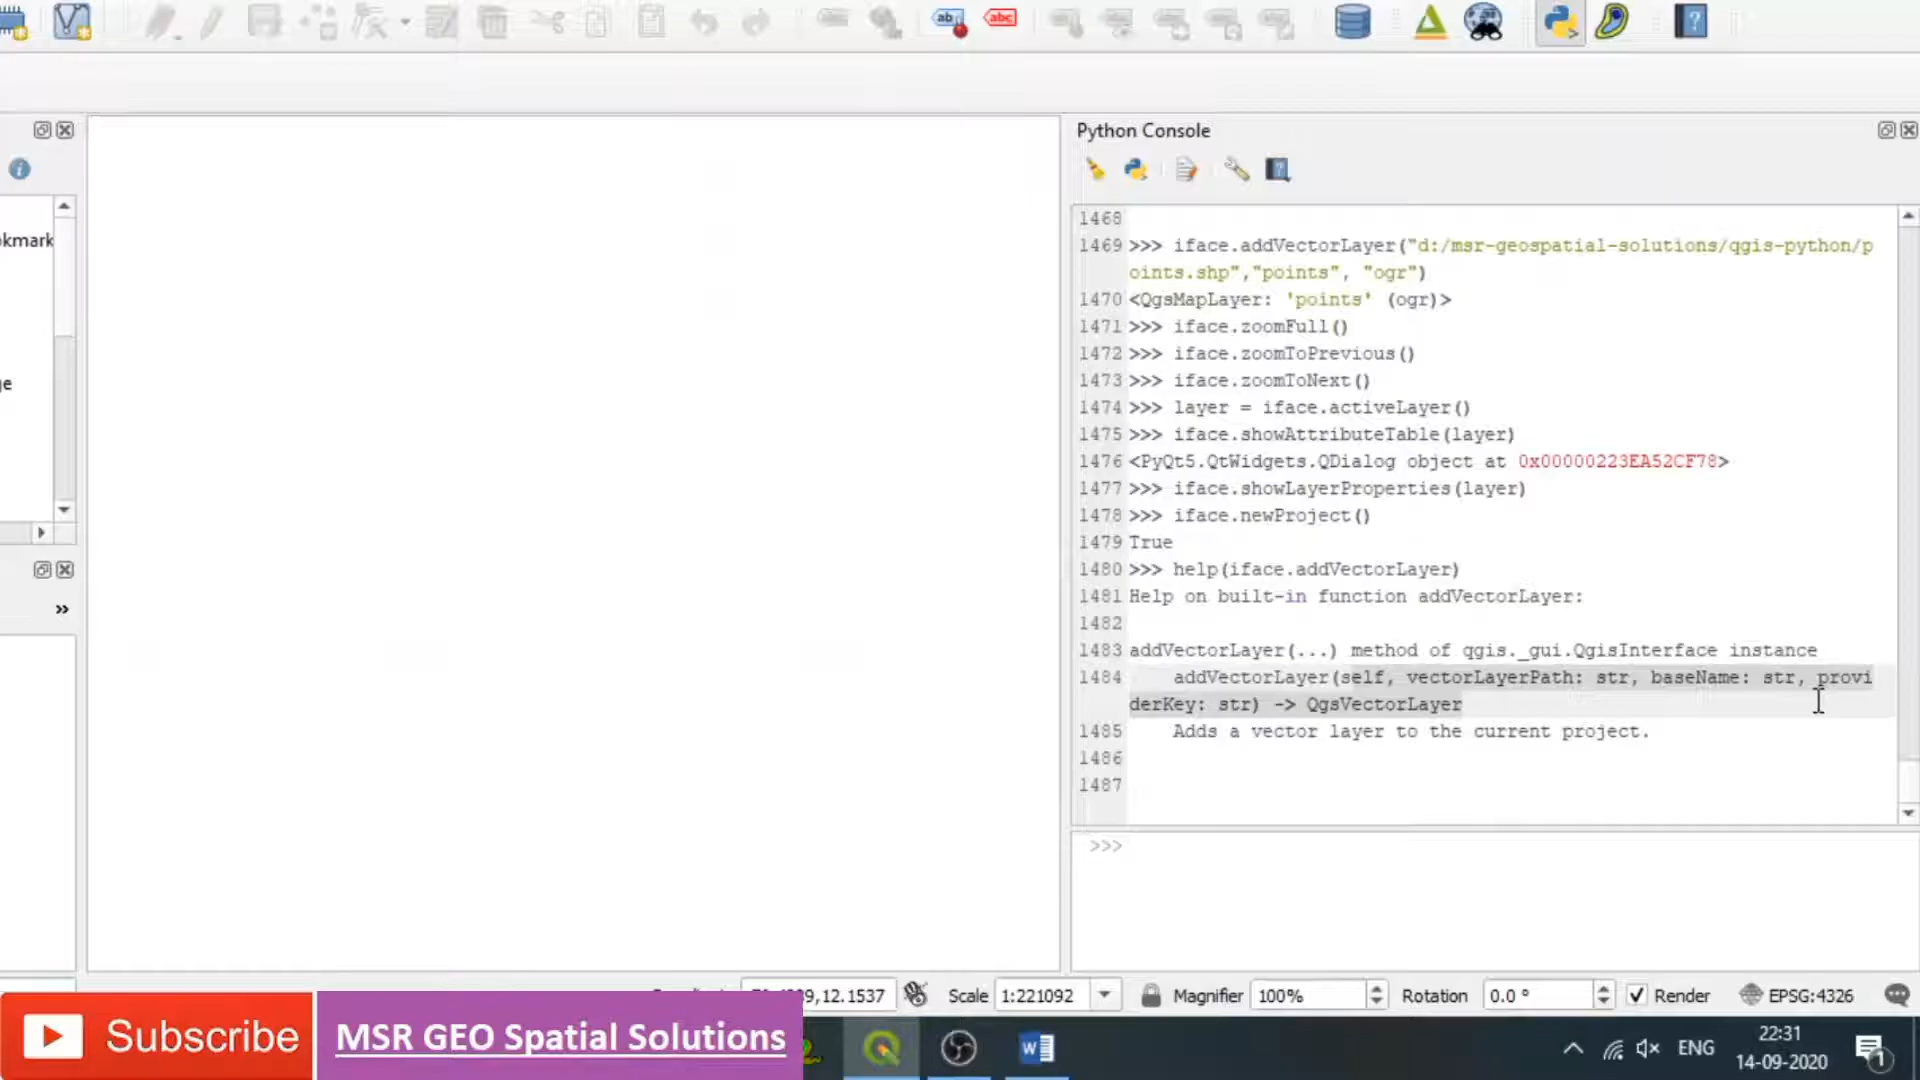 Python Console
kmark
1468
1469 >>> iface.addVectorLayer("d:/msr-geospatial-solutions/qgis-python/p
oints.shp","points", "ogr")
1470 <QgsMapLayer: 'points' (ogr)>
1471 >>> iface.zoomFull()
1472 >>> iface.zoomToPrevious()
1473 >>> iface.zoomToNext()
1474 >>> layer = iface.activeLayer()
1475 >>> iface.showAttributeTable(layer)
1476 <PyQt5.QtWidgets.QDialog object at 0x00000223EA52CF78>
1477 >>> iface.showLayerProperties(layer)
1478 >>> iface.newProject()
1479 True
1480 >>> help(iface.addVectorLayer)
1481 Help on built-in function addVectorLayer:
1482
1483 addVectorLayer(...) method of qgis._gui.QgisInterface instance
1484 addVectorLayer(self, vectorLayerPath: str, baseName: str, provi
derKey: str) -> QgsVectorLayer
1485 Adds a vector layer to the current project.
1486
1487
>>>
Scale 1:221092 Magnifier 100% Rotation 0.0 ° Render EPSG:4326
Subscribe MSR GEO Spatial Solutions
ENG 22:31
14-09-2020